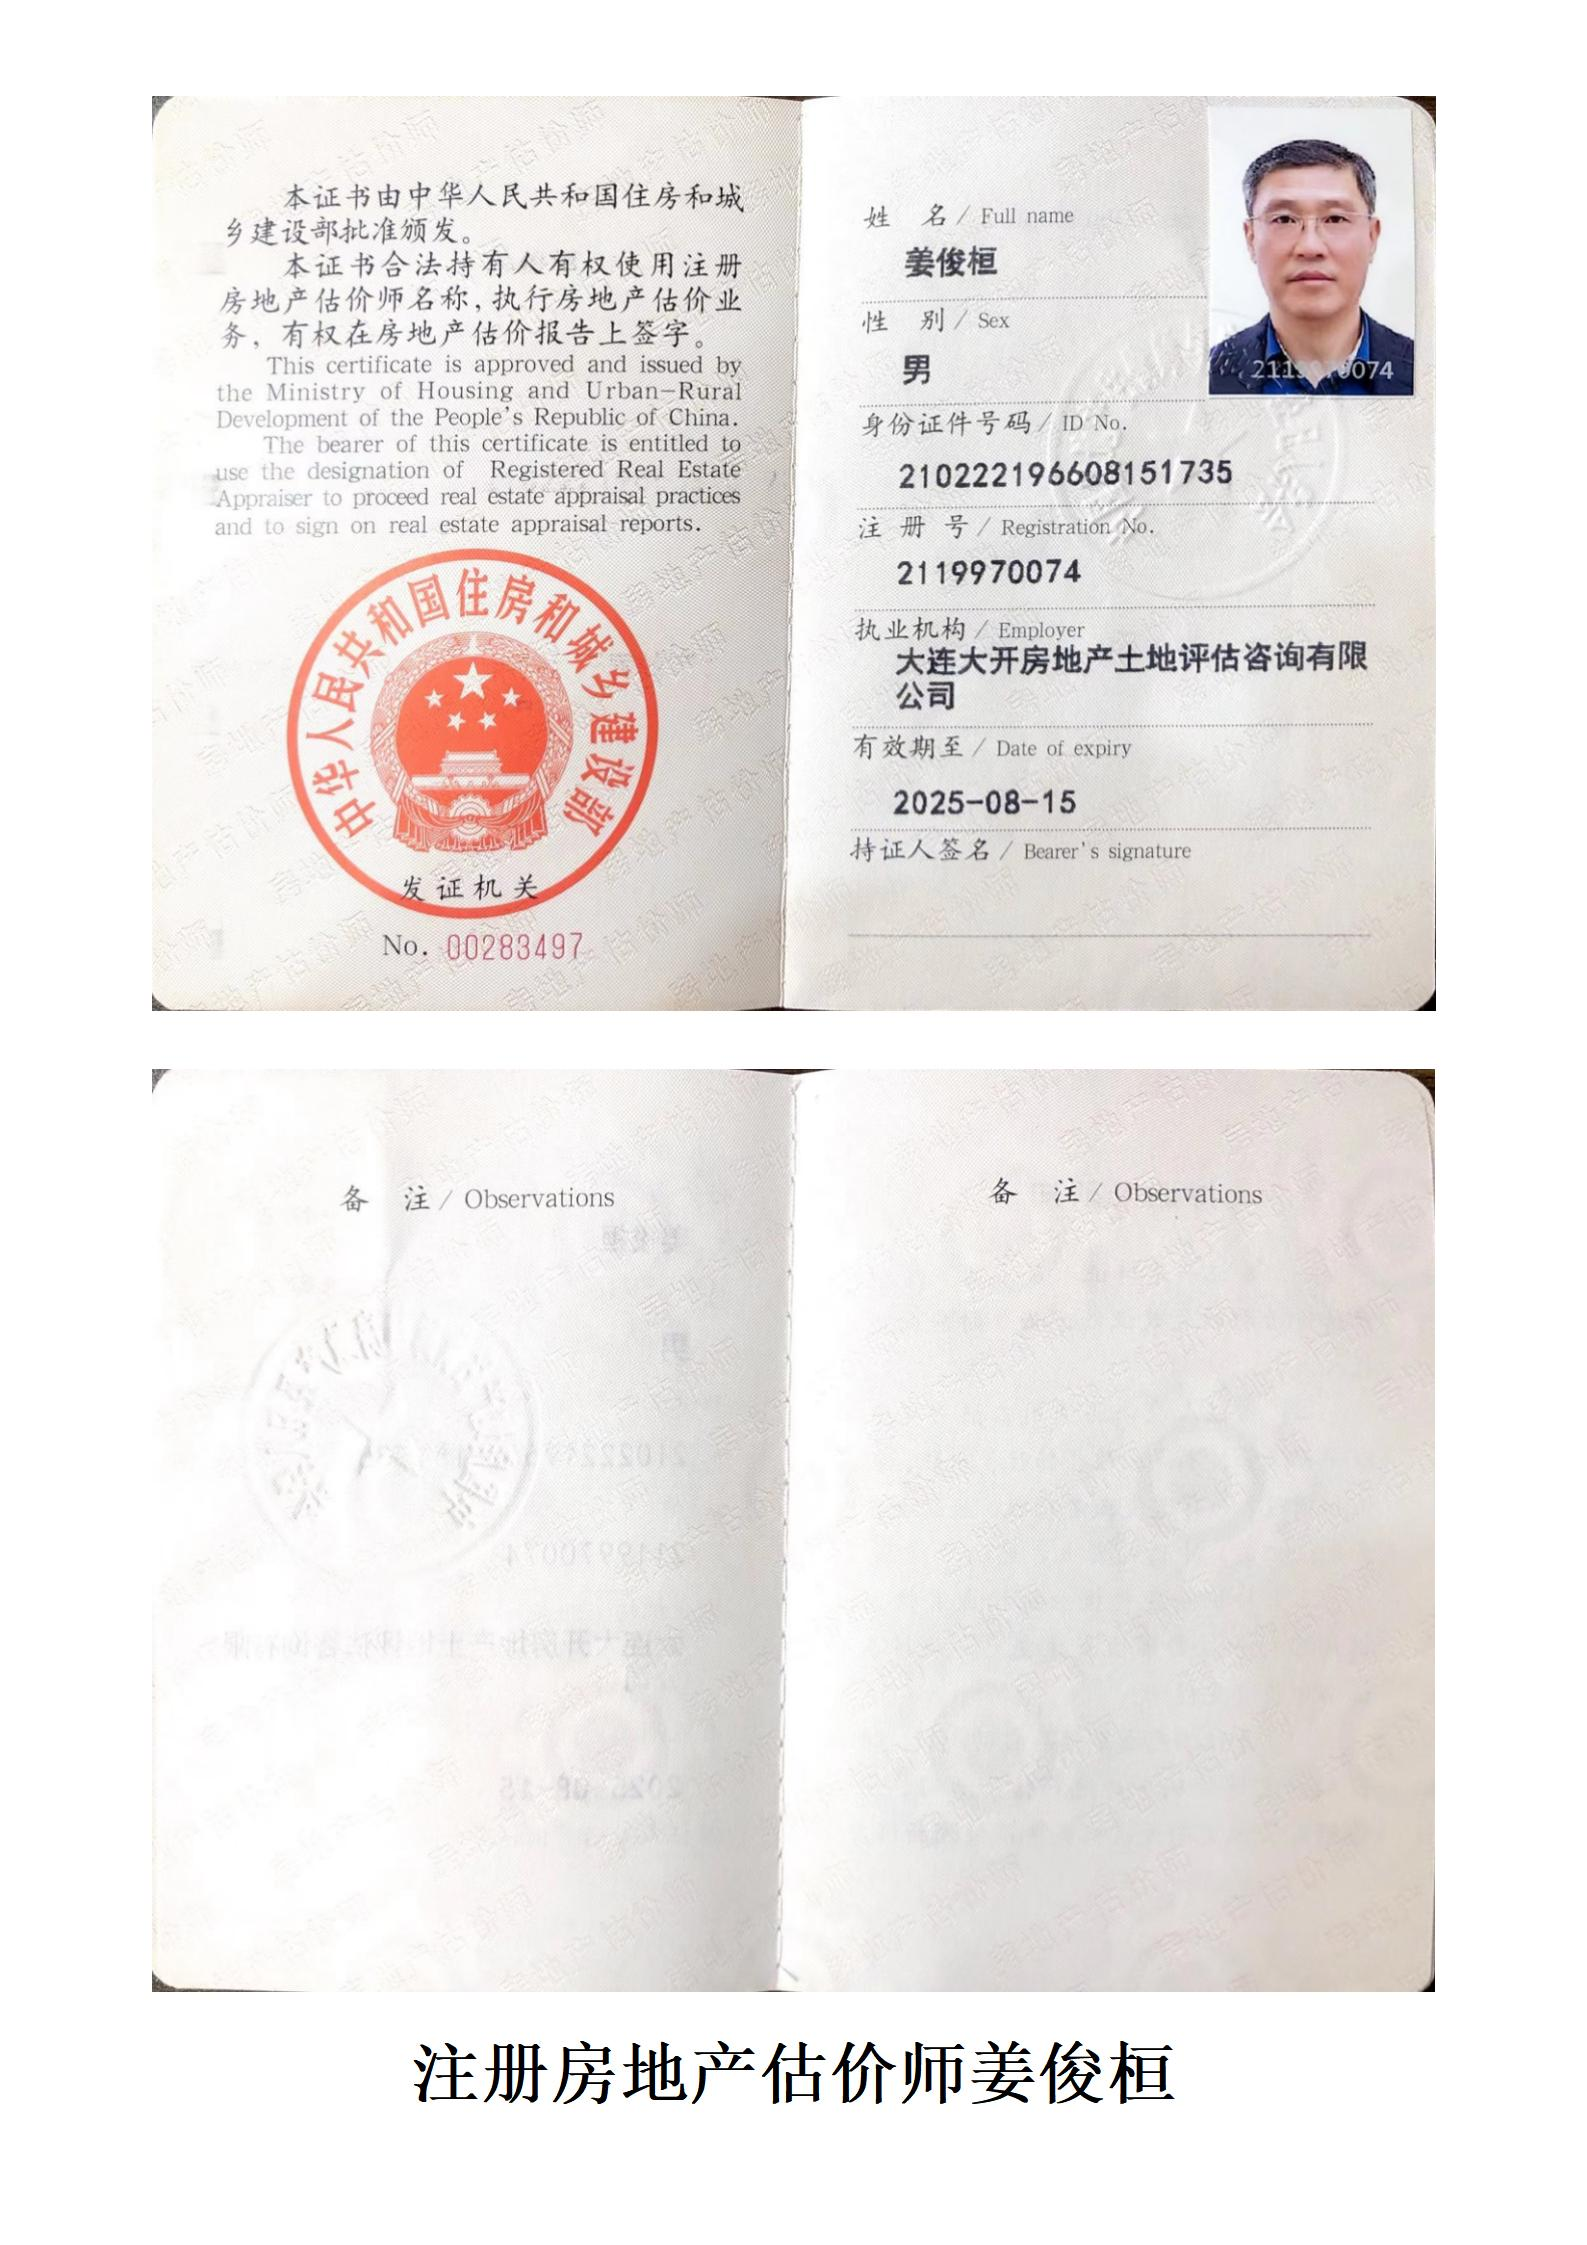 本证书由中华人民共和国住房和城
乡建设部批准颁发。
本证书合法持有人有权使用注册
房地产估价师名称，执行房地产估价业
务，有权在房地产估价报告上签字。
This certificate is approved and issued by
the Ministry of Housing and Urban-Rural
Development of the People's Republic of China.
The bearer of this certificate is entitled to
use the designation of Registered Real Estate
Appraiser to proceed real estate appraisal practices
and to sign on real estate appraisal reports.
中华人民共和国住房和城乡建设部
发证机关
No. 00283497
姓 名 / Full name
姜俊桓
性 别 / Sex
男
身份证件号码 / ID No.
210222196608151735
注 册 号 / Registration No.
2119970074
执业机构 / Employer
大连大开房地产土地评估咨询有限
公司
有效期至 / Date of expiry
2025-08-15
持证人签名 / Bearer's signature
2119970074
备 注 / Observations
备 注 / Observations
注册房地产估价师姜俊桓